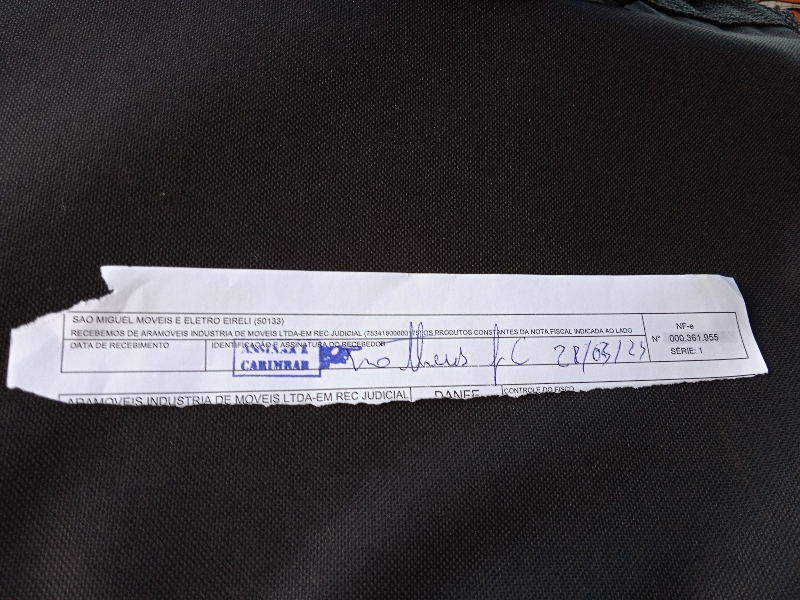 SAO MIGUEL MOVEIS E ELETRO EIRELI (50133)
RECEBEMOS DE ARAMOVEIS INDUSTRIA DE MOVEIS LTDA-EM REC JUDICIAL OS PRODUTOS CONSTANTES DA NOTA FISCAL INDICADA AO LADO
NF-e
N° 000.361.955
SÉRIE: 1
DATA DE RECEBIMENTO
IDENTIFICAÇÃO E ASSINATURA DO RECEBEDOR
ASSINAR E
CARIMBAR
28/03/23
ARAMOVEIS INDUSTRIA DE MOVEIS LTDA-EM REC JUDICIAL
DANFE
CONTROLE DO FISCO